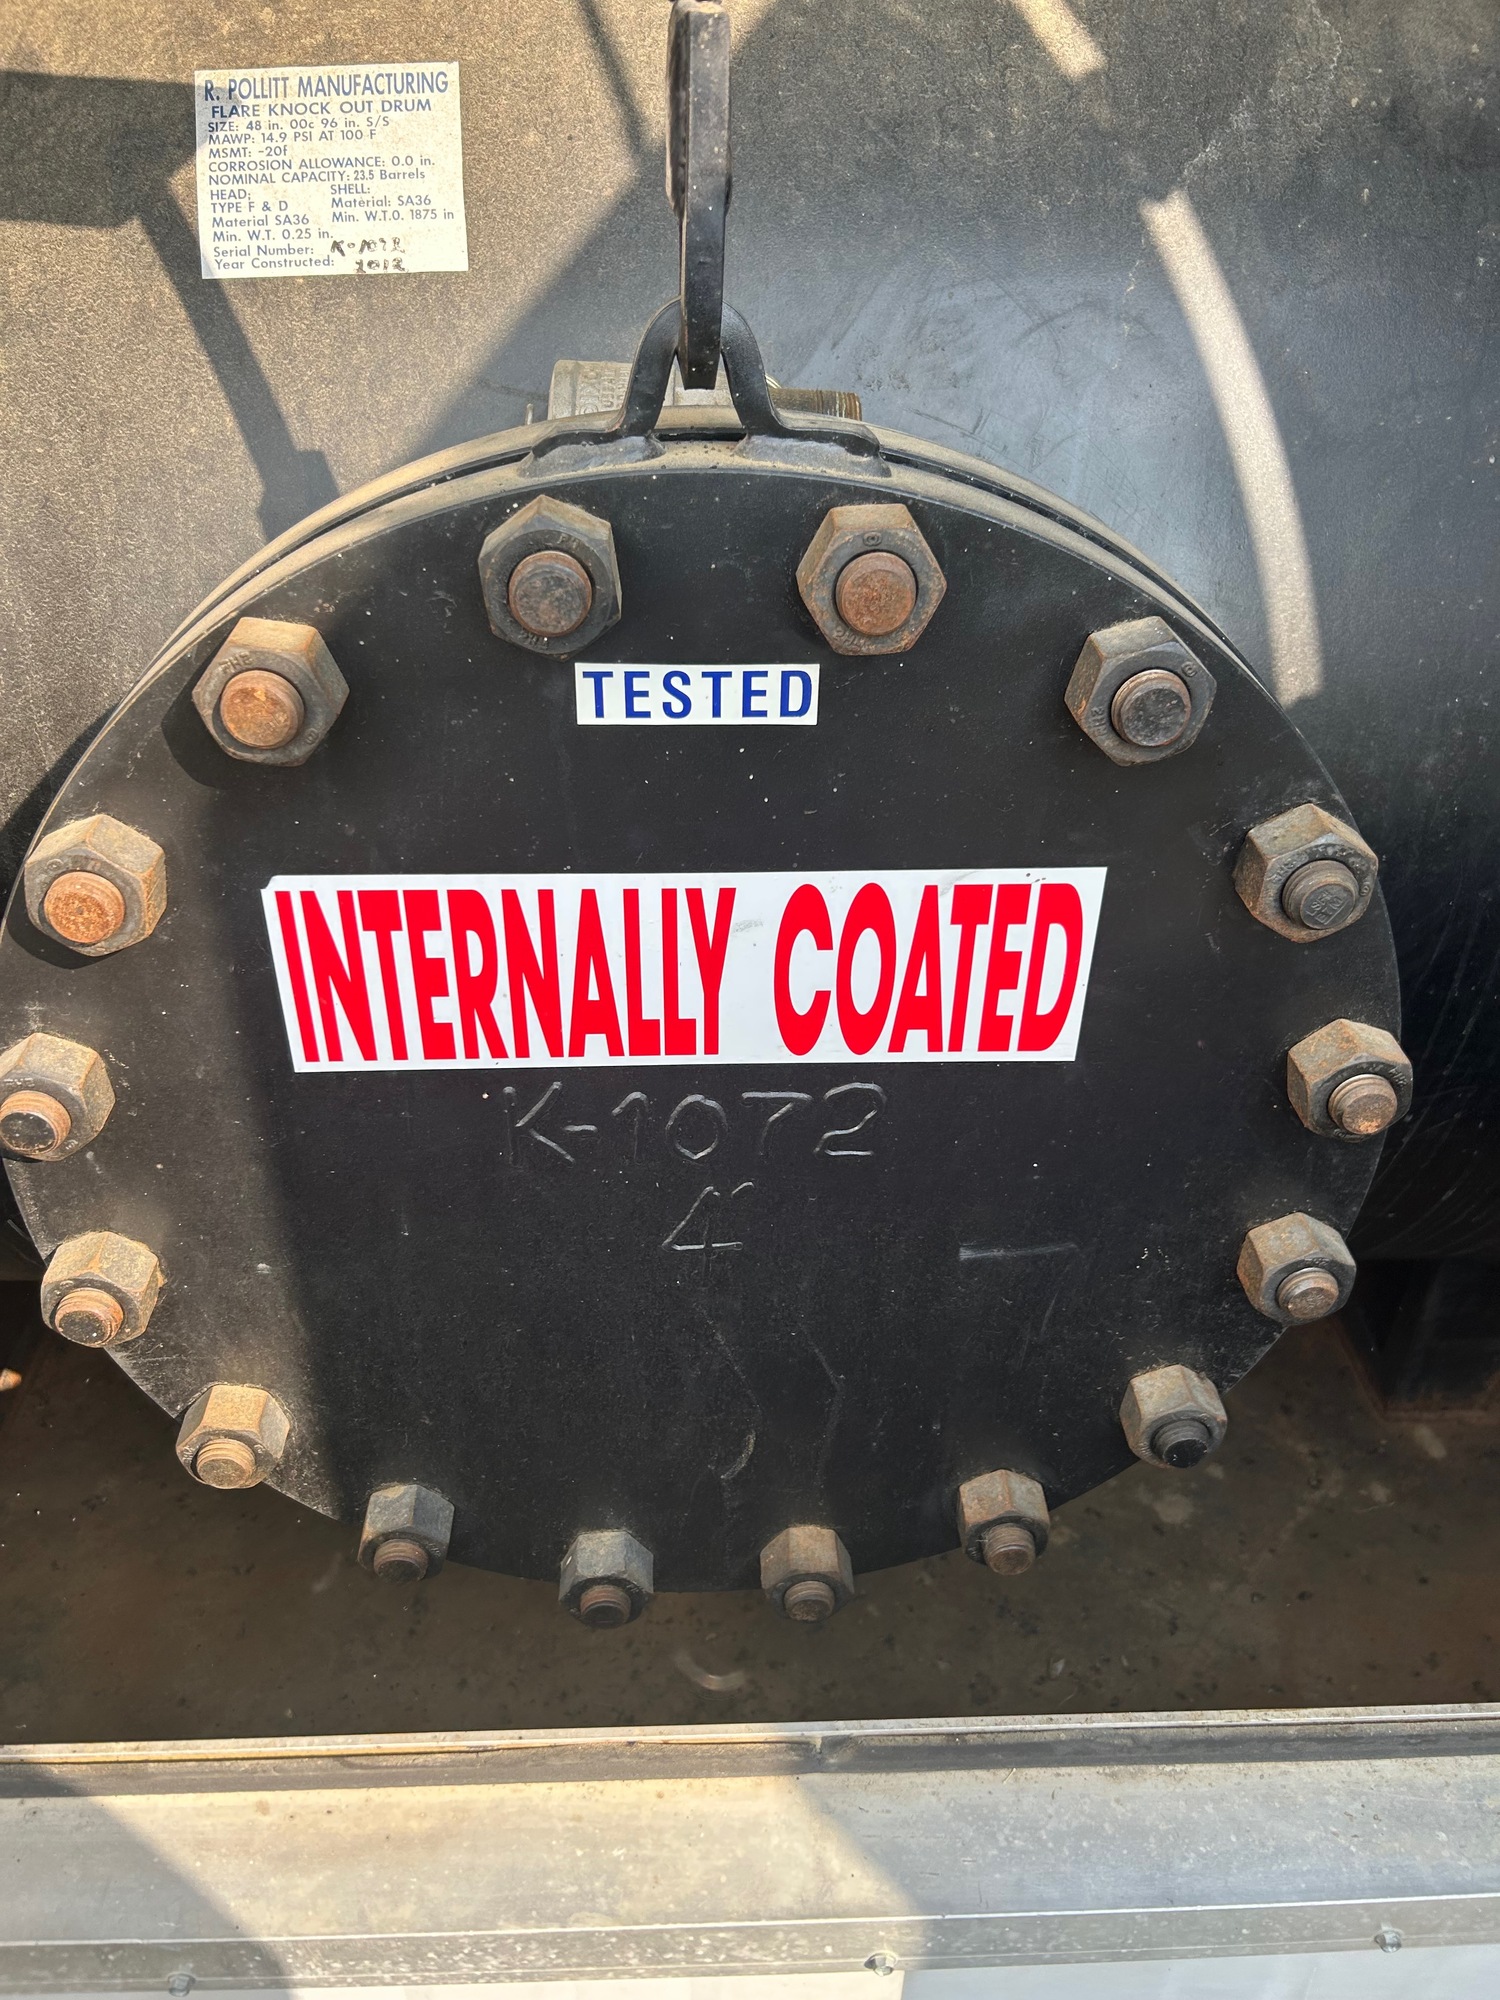 R. POLLITT MANUFACTURING
FLARE KNOCK OUT DRUM
SIZE: 48 in. 00c 96 in. S/S
MAWP: 14.9 PSI AT 100 F
MSMT: -20f
CORROSION ALLOWANCE: 0.0 in.
NOMINAL CAPACITY: 23.5 Barrels
HEAD: SHELL:
TYPE F & D Material: SA36
Material SA36 Min. W.T.O. 1875 in
Min. W.T. 0.25 in.
Serial Number: K-1072
Year Constructed: 2012
TESTED
INTERNALLY COATED
K-1072
4